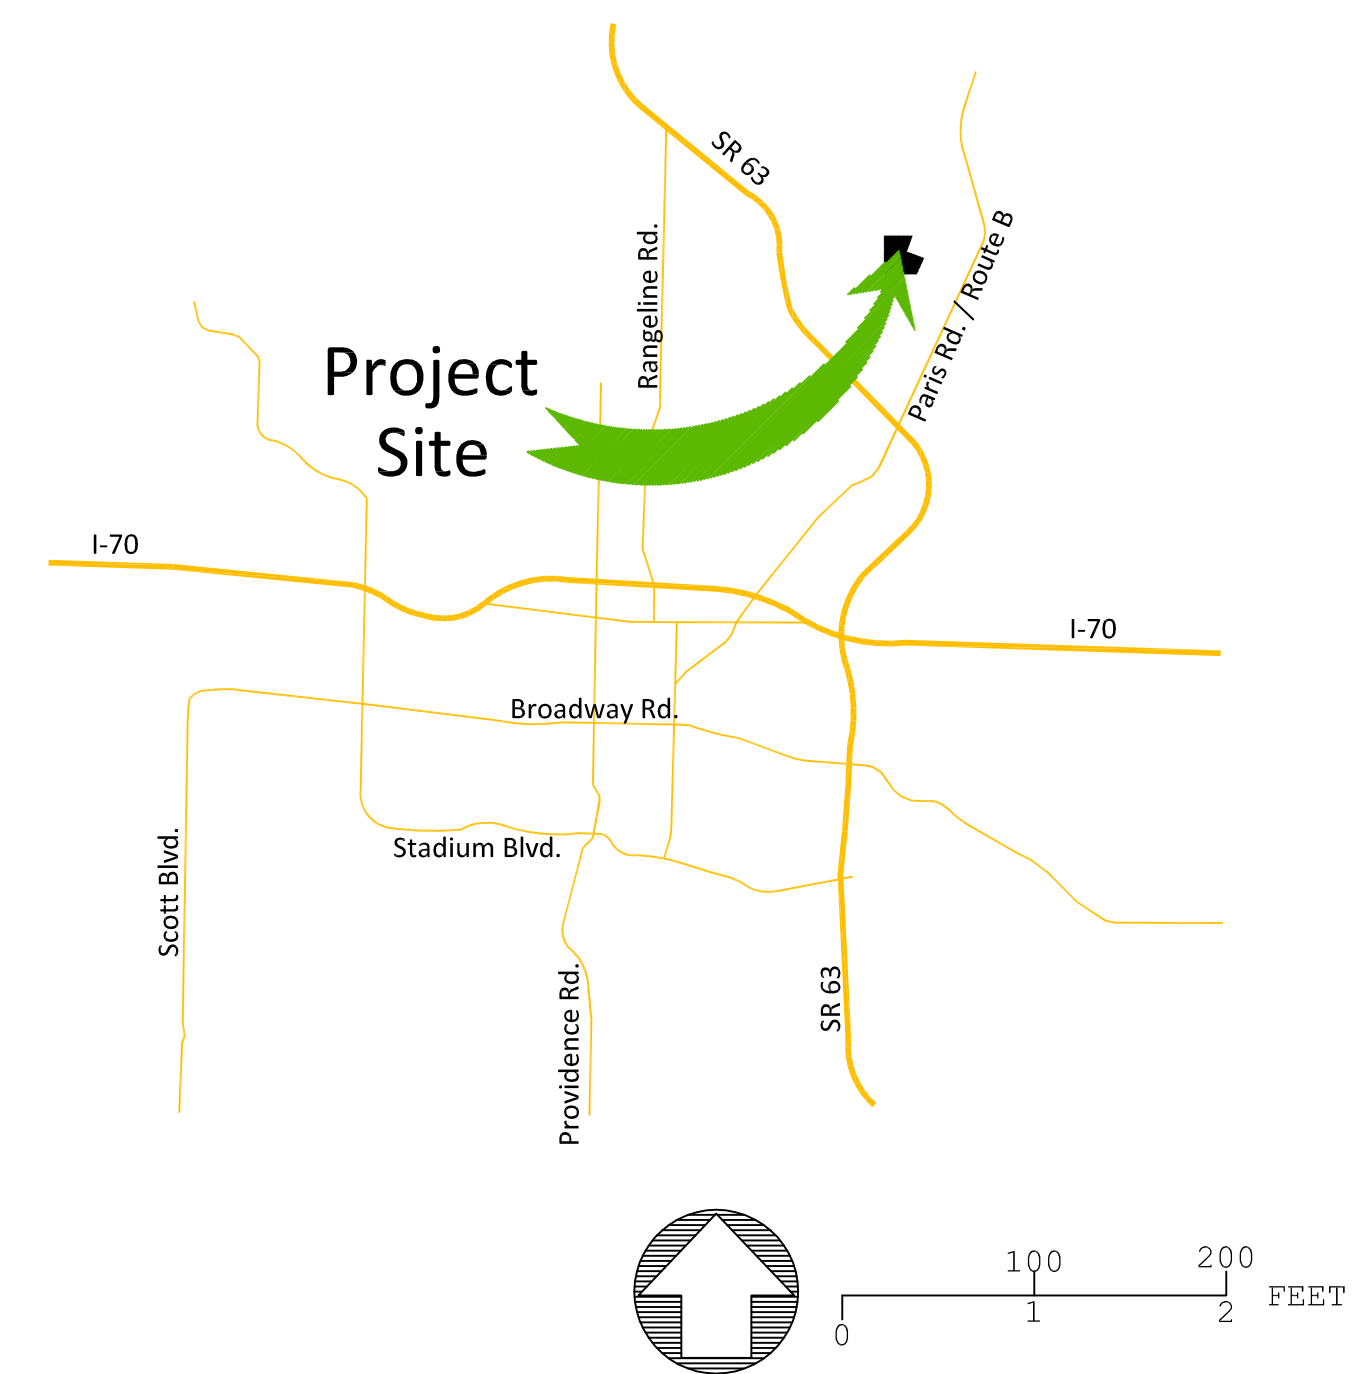 SR 63
Paris Rd. / Route B
Rangeline Rd.
Project
Site
I-70
I-70
Broadway Rd.
Stadium Blvd.
Scott Blvd.
SR 63
Providence Rd.
100
200
FEET
0
1
2